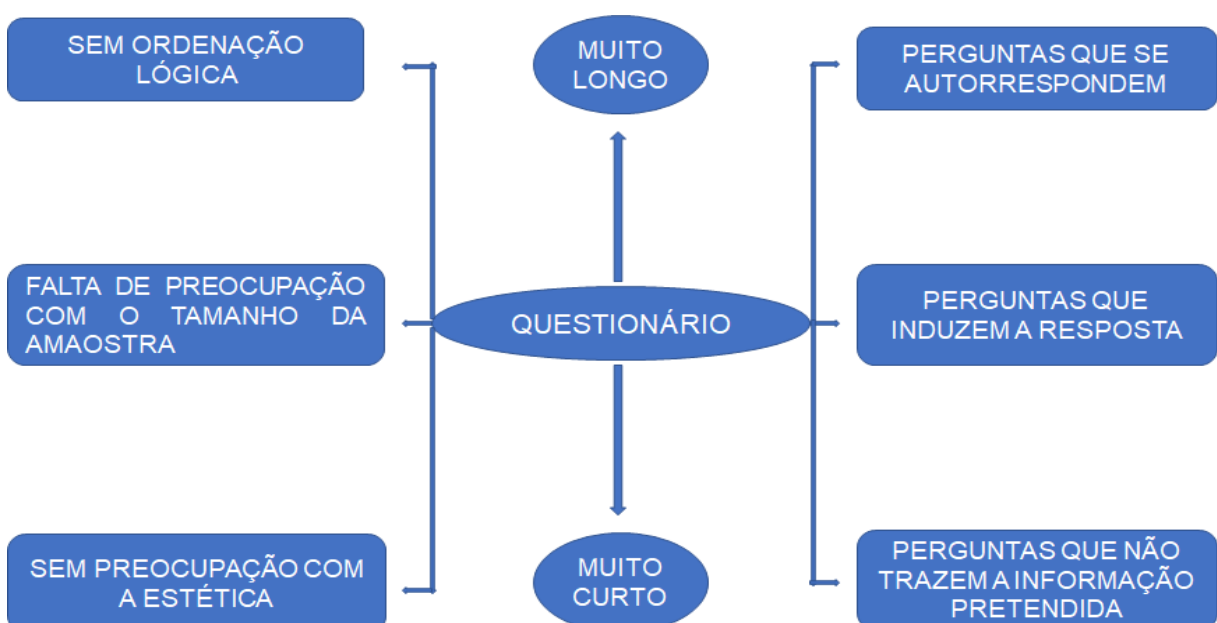 SEM ORDENAÇÃO
LÓGICA
MUITO
LONGO
PERGUNTAS QUE SE
AUTORRESPONDEM
FALTA DE PREOCUPAÇÃO
COM O TAMANHO DA
AMAOSTRA
QUESTIONÁRIO
PERGUNTAS QUE
INDUZEM A RESPOSTA
SEM PREOCUPAÇÃO COM
A ESTÉTICA
MUITO
CURTO
PERGUNTAS QUE NÃO
TRAZEM A INFORMAÇÃO
PRETENDIDA